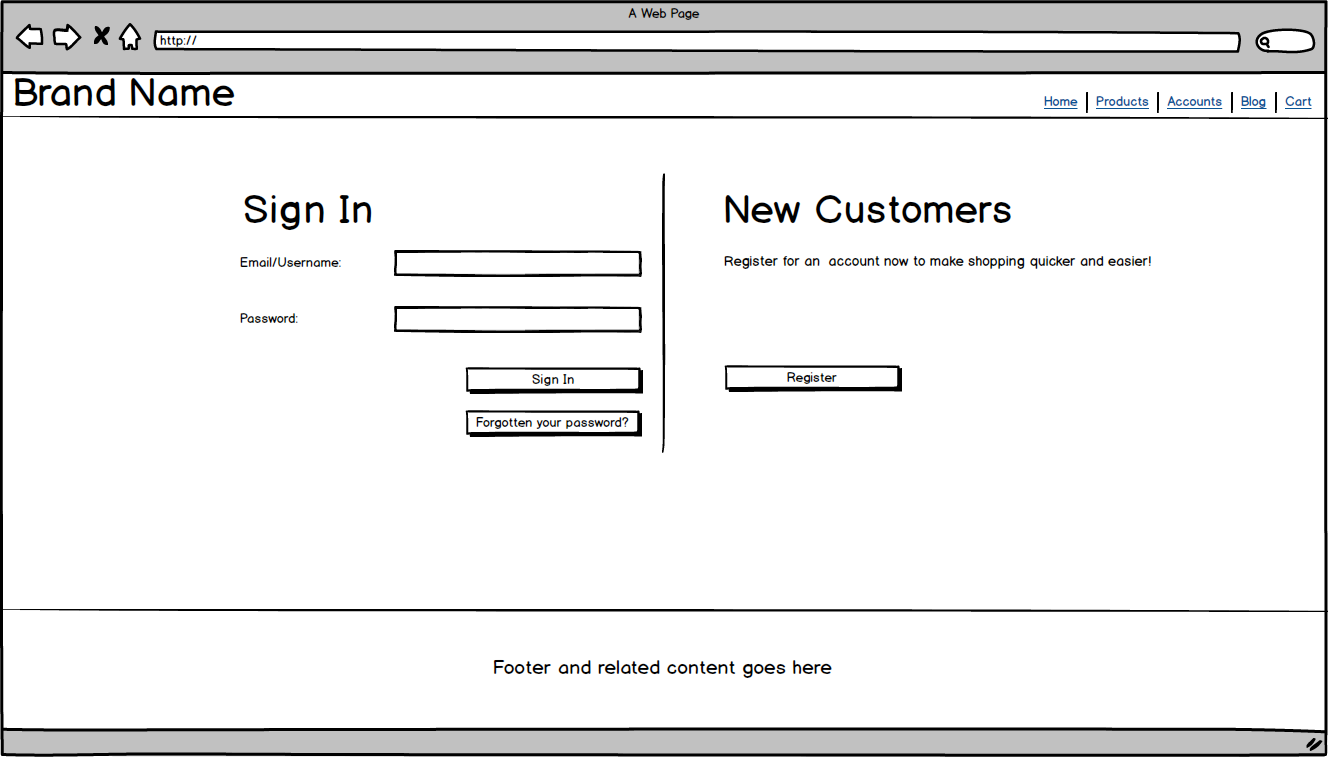 A Web Page
http://
Brand Name
Home
Products
Accounts
Blog
Cart
Sign In
Email/Username:
Password:
Sign In
Forgotten your password?
New Customers
Register for an  account now to make shopping quicker and easier!
Register
Footer and related content goes here